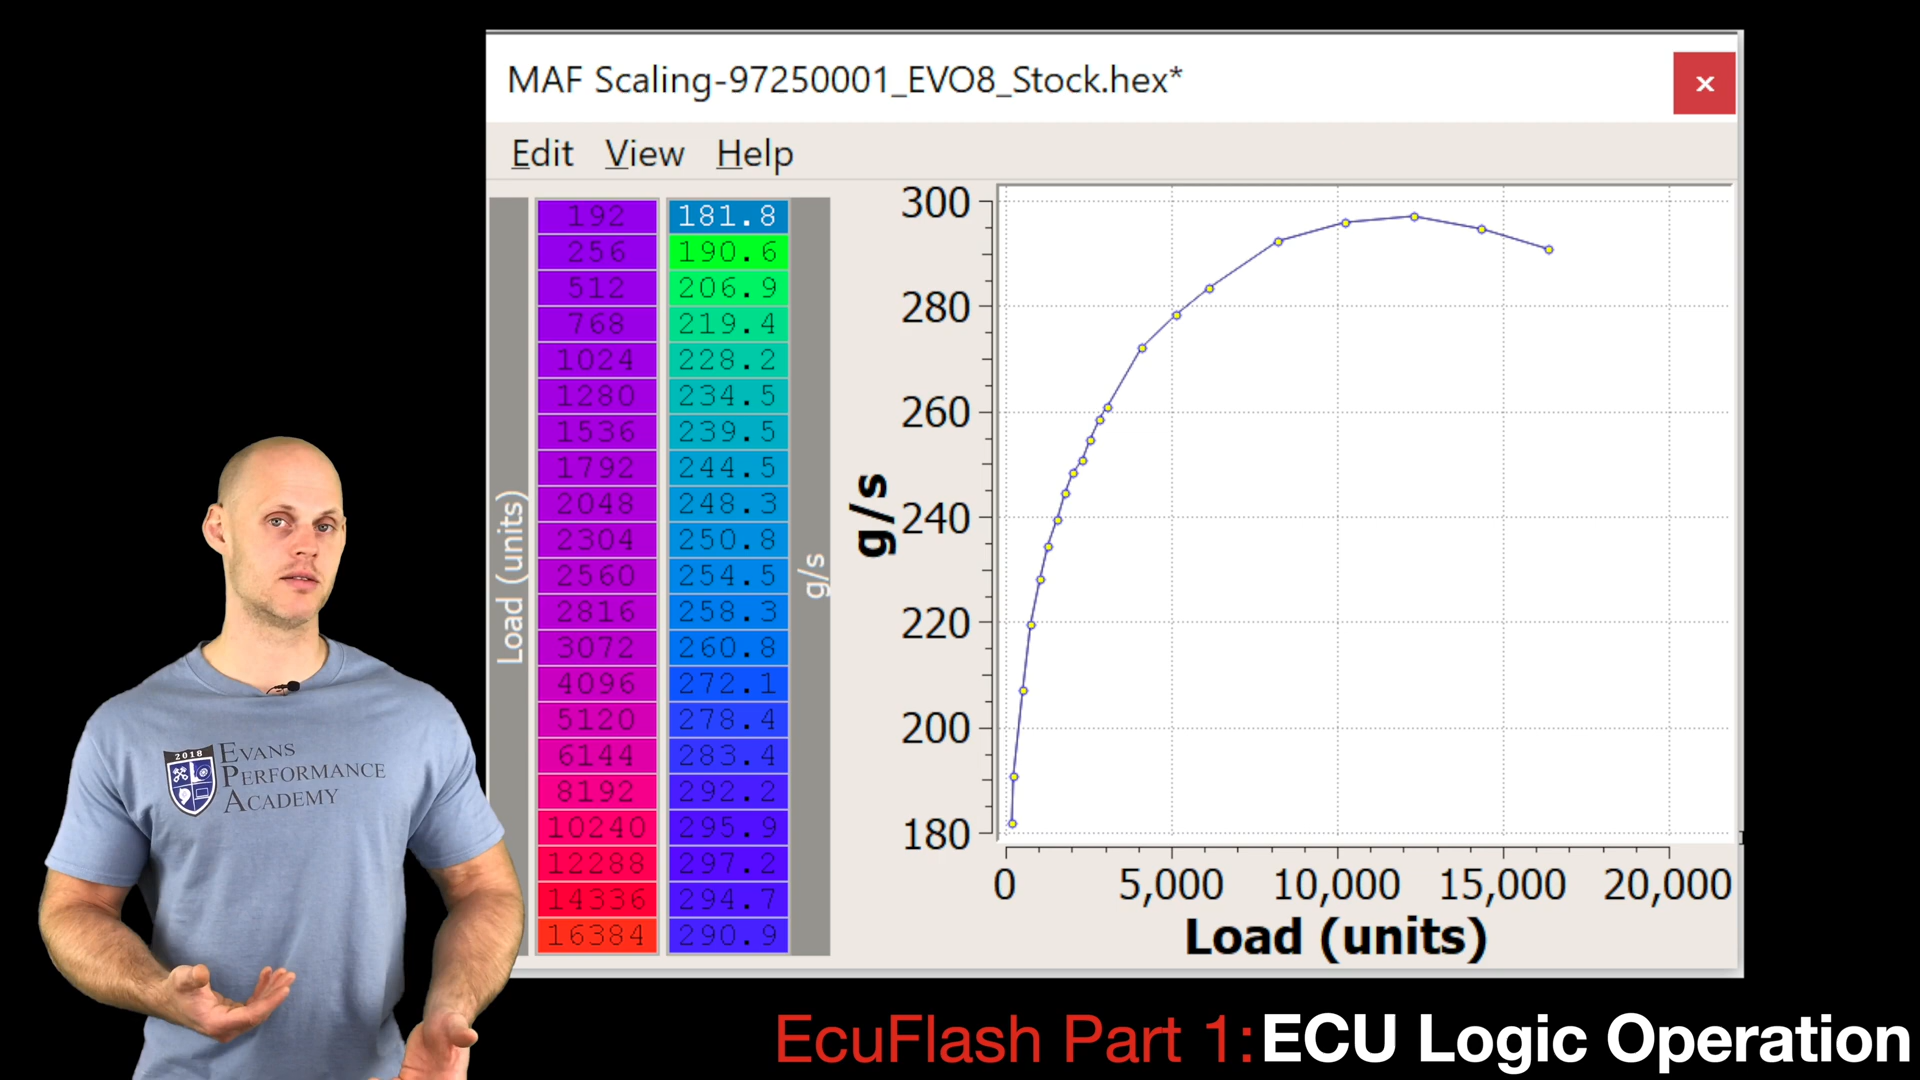 MAF Scaling-97250001_EVO8_Stock.hex*
x
Edit View Help
Load (units)
192 181.8
256 190.6
512 206.9
768 219.4
1024 228.2
1280 234.5
1536 239.5
1792 244.5
2048 248.3
2304 250.8
2560 254.5
2816 258.3
3072 260.8
4096 272.1
5120 278.4
6144 283.4
8192 292.2
10240 295.9
12288 297.2
14336 294.7
16384 290.9
g/s
g/s
300
280
260
240
220
200
180
0 5,000 10,000 15,000 20,000
Load (units)
2018
EVANS
PERFORMANCE
ACADEMY
EcuFlash Part 1: ECU Logic Operation